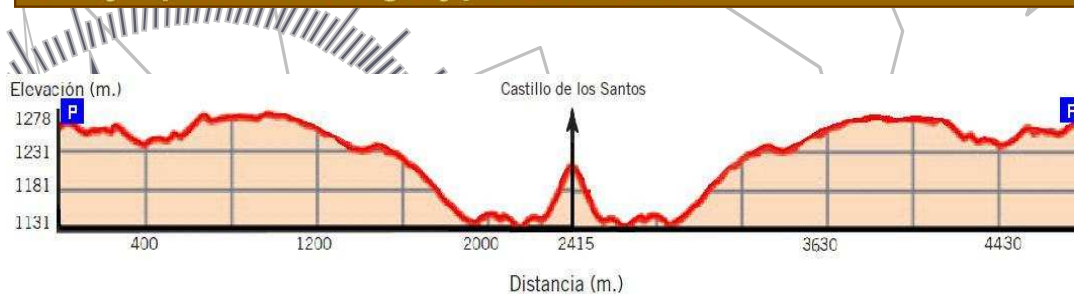 Elevación (m.)
Castillo de los Santos
P
P
1278
1231
1181
1131
400
1200
2000
2415
3630
4430
Distancia (m.)